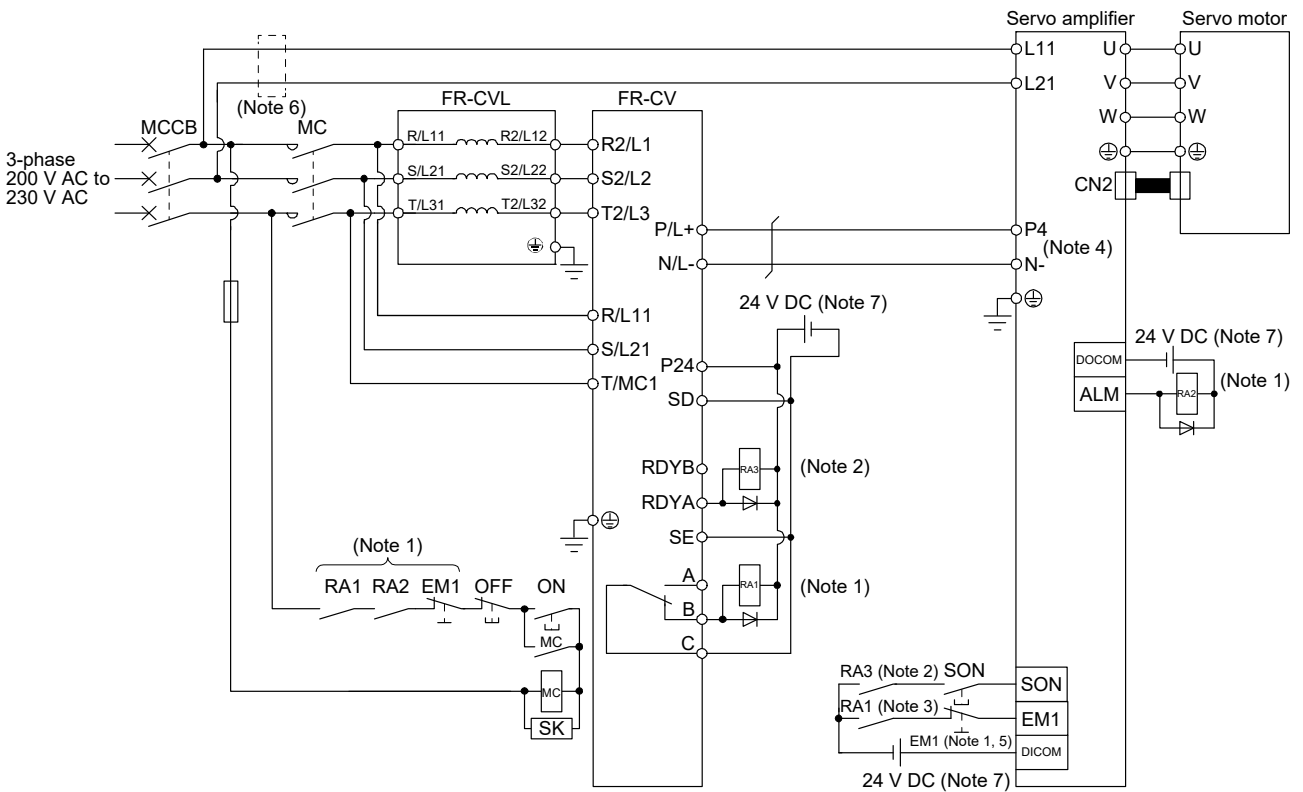 Servo amplifier
Servo motor
L11
U
U
L21
V
V
(Note 6)
FR-CVL
FR-CV
W
W
MCCB
MC
R/L11
R2/L12
R2/L1
3-phase
200 V AC to
230 V AC
S/L21
S2/L22
S2/L2
CN2
T/L31
T2/L32
T2/L3
P/L+
P4
(Note 4)
N/L-
N-
24 V DC (Note 7)
R/L11
24 V DC (Note 7)
S/L21
DOCOM
P24
(Note 1)
T/MC1
ALM
RA2
SD
RDYB
RA3
(Note 2)
RDYA
SE
(Note 1)
A
RA1 RA2 EM1 OFF ON
RA1
(Note 1)
B
MC
C
RA3 (Note 2) SON
SON
MC
RA1 (Note 3)
EM1
SK
EM1 (Note 1, 5)
DICOM
24 V DC (Note 7)